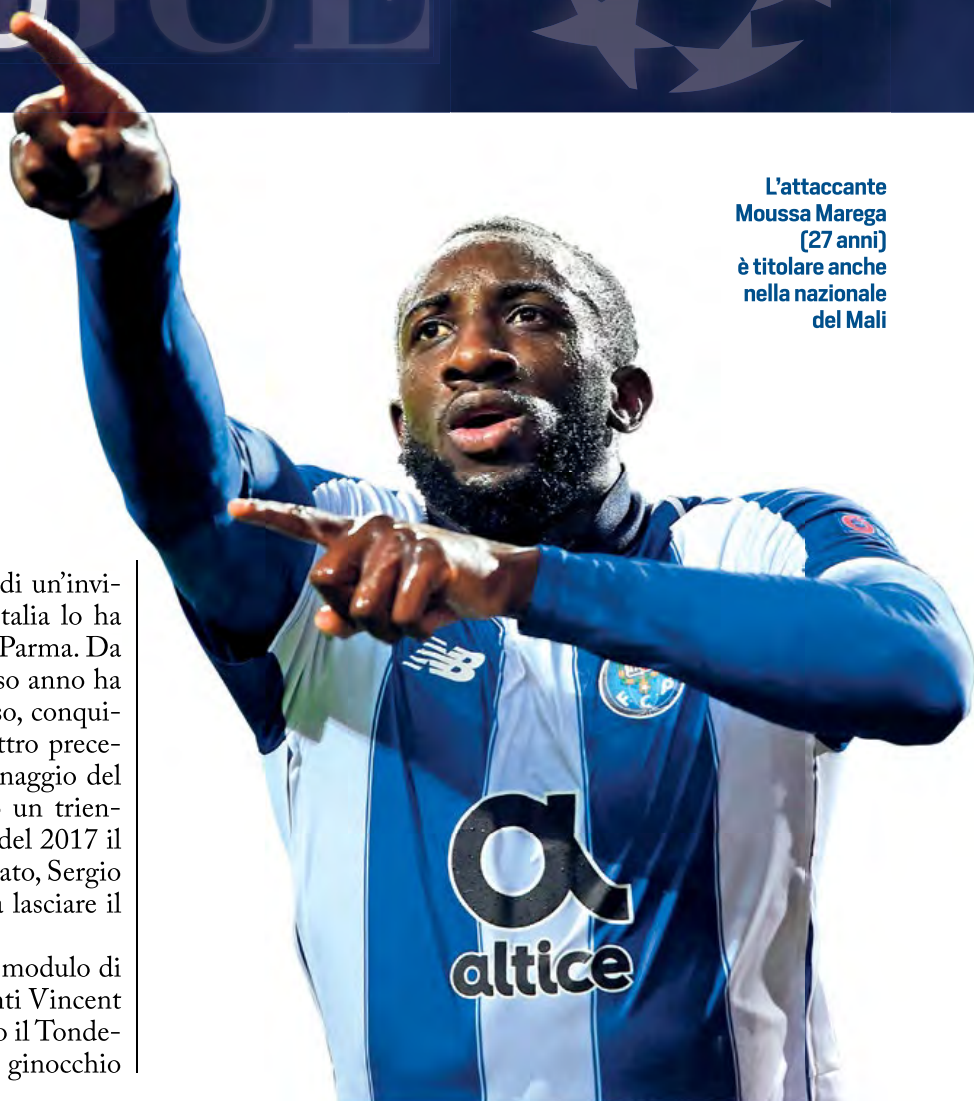 GUE
L'attaccante
Moussa Marega
(27 anni)
è titolare anche
nella nazionale
del Mali
di un'invi-
talia lo ha
Parma. Da
so anno ha
so, conqui-
ttro prece-
naggio del
un trien-
del 2017 il
ato, Sergio
a lasciare il
modulo di
nti Vincent
o il Tonde-
ginocchio
F C P
altice